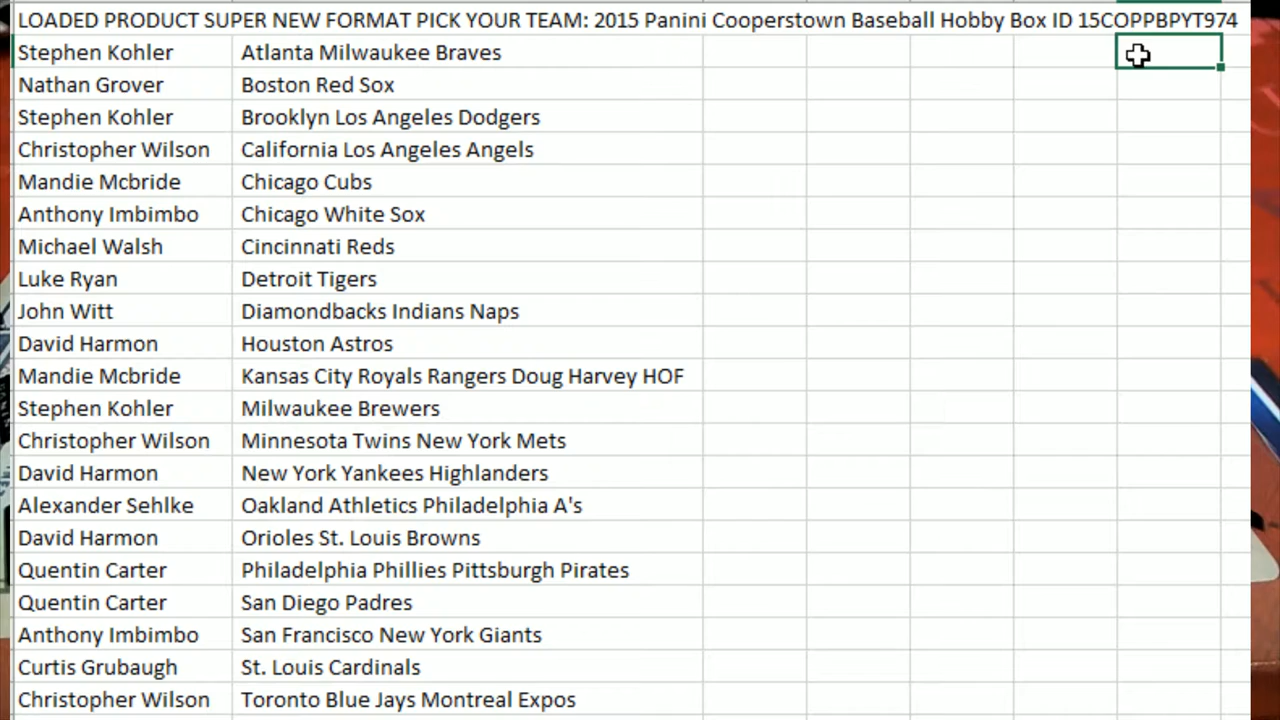 LOADED PRODUCT SUPER NEW FORMAT PICK YOUR TEAM: 2015 Panini Cooperstown Baseball Hobby Box ID 15COPPBPYT974
Stephen Kohler Atlanta Milwaukee Braves
Nathan Grover Boston Red Sox
Stephen Kohler Brooklyn Los Angeles Dodgers
Christopher Wilson California Los Angeles Angels
Mandie Mcbride Chicago Cubs
Anthony Imbimbo Chicago White Sox
Michael Walsh Cincinnati Reds
Luke Ryan Detroit Tigers
John Witt Diamondbacks Indians Naps
David Harmon Houston Astros
Mandie Mcbride Kansas City Royals Rangers Doug Harvey HOF
Stephen Kohler Milwaukee Brewers
Christopher Wilson Minnesota Twins New York Mets
David Harmon New York Yankees Highlanders
Alexander Sehlke Oakland Athletics Philadelphia A's
David Harmon Orioles St. Louis Browns
Quentin Carter Philadelphia Phillies Pittsburgh Pirates
Quentin Carter San Diego Padres
Anthony Imbimbo San Francisco New York Giants
Curtis Grubaugh St. Louis Cardinals
Christopher Wilson Toronto Blue Jays Montreal Expos